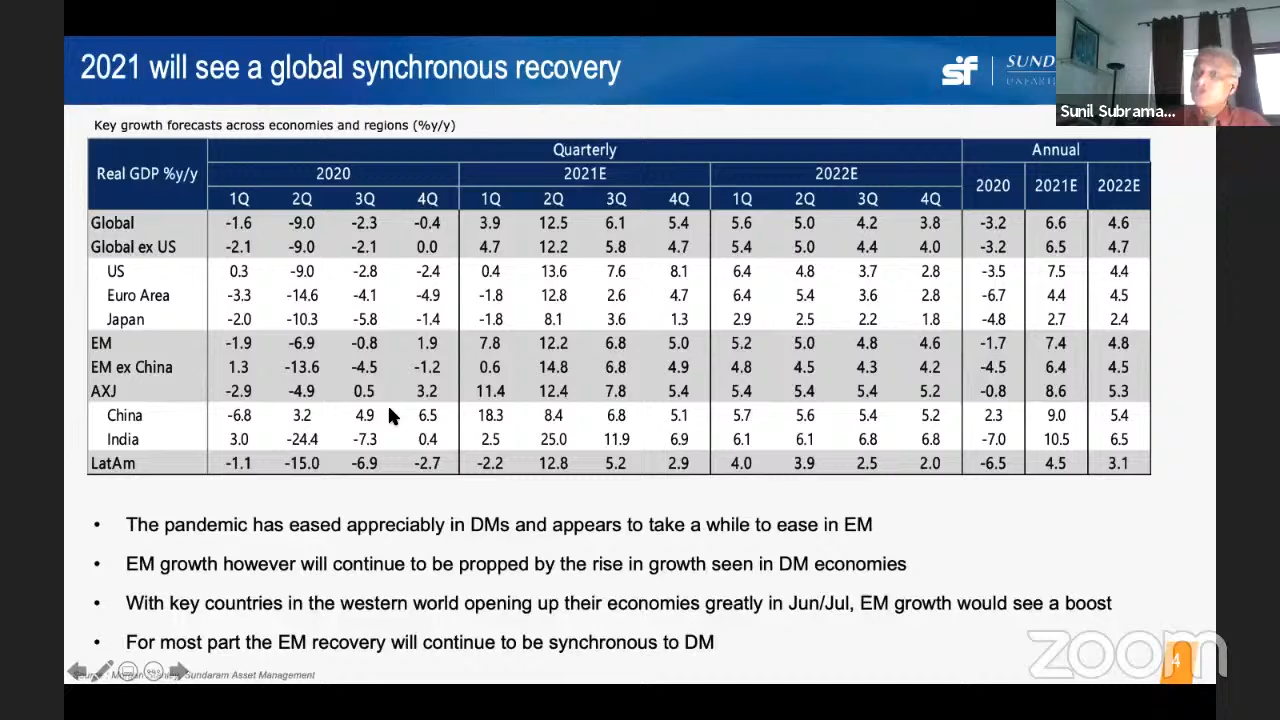 2021 will see a global synchronous recovery
sf SUND
Sunil Subrama...
Key growth forecasts across economies and regions (%y/y)
Real GDP %y/y Quarterly Annual
2020 2021E 2022E 2020 2021E 2022E
1Q 2Q 3Q 4Q 1Q 2Q 3Q 4Q 1Q 2Q 3Q 4Q
Global -1.6 -9.0 -2.3 -0.4 3.9 12.5 6.1 5.4 5.6 5.0 4.2 3.8 -3.2 6.6 4.6
Global ex US -2.1 -9.0 -2.1 0.0 4.7 12.2 5.8 4.7 5.4 5.0 4.4 4.0 -3.2 6.5 4.7
US 0.3 -9.0 -2.8 -2.4 0.4 13.6 7.6 8.1 6.4 4.8 3.7 2.8 -3.5 7.5 4.4
Euro Area -3.3 -14.6 -4.1 -4.9 -1.8 12.8 2.6 4.7 6.4 5.4 3.6 2.8 -6.7 4.4 4.5
Japan -2.0 -10.3 -5.8 -1.4 -1.8 8.1 3.6 1.3 2.9 2.5 2.2 1.8 -4.8 2.7 2.4
EM -1.9 -6.9 -0.8 1.9 7.8 12.2 6.8 5.0 5.2 5.0 4.8 4.6 -1.7 7.4 4.8
EM ex China 1.3 -13.6 -4.5 -1.2 0.6 14.8 6.8 4.9 4.8 4.5 4.3 4.2 -4.5 6.4 4.5
AXJ -2.9 -4.9 0.5 3.2 11.4 12.4 7.8 5.4 5.4 5.4 5.4 5.2 -0.8 8.6 5.3
China -6.8 3.2 4.9 6.5 18.3 8.4 6.8 5.1 5.7 5.6 5.4 5.2 2.3 9.0 5.4
India 3.0 -24.4 -7.3 0.4 2.5 25.0 11.9 6.9 6.1 6.1 6.8 6.8 -7.0 10.5 6.5
LatAm -1.1 -15.0 -6.9 -2.7 -2.2 12.8 5.2 2.9 4.0 3.9 2.5 2.0 -6.5 4.5 3.1
• The pandemic has eased appreciably in DMs and appears to take a while to ease in EM
• EM growth however will continue to be propped by the rise in growth seen in DM economies
• With key countries in the western world opening up their economies greatly in Jun/Jul, EM growth would see a boost
• For most part the EM recovery will continue to be synchronous to DM
Sundaram Asset Management
zoom
4